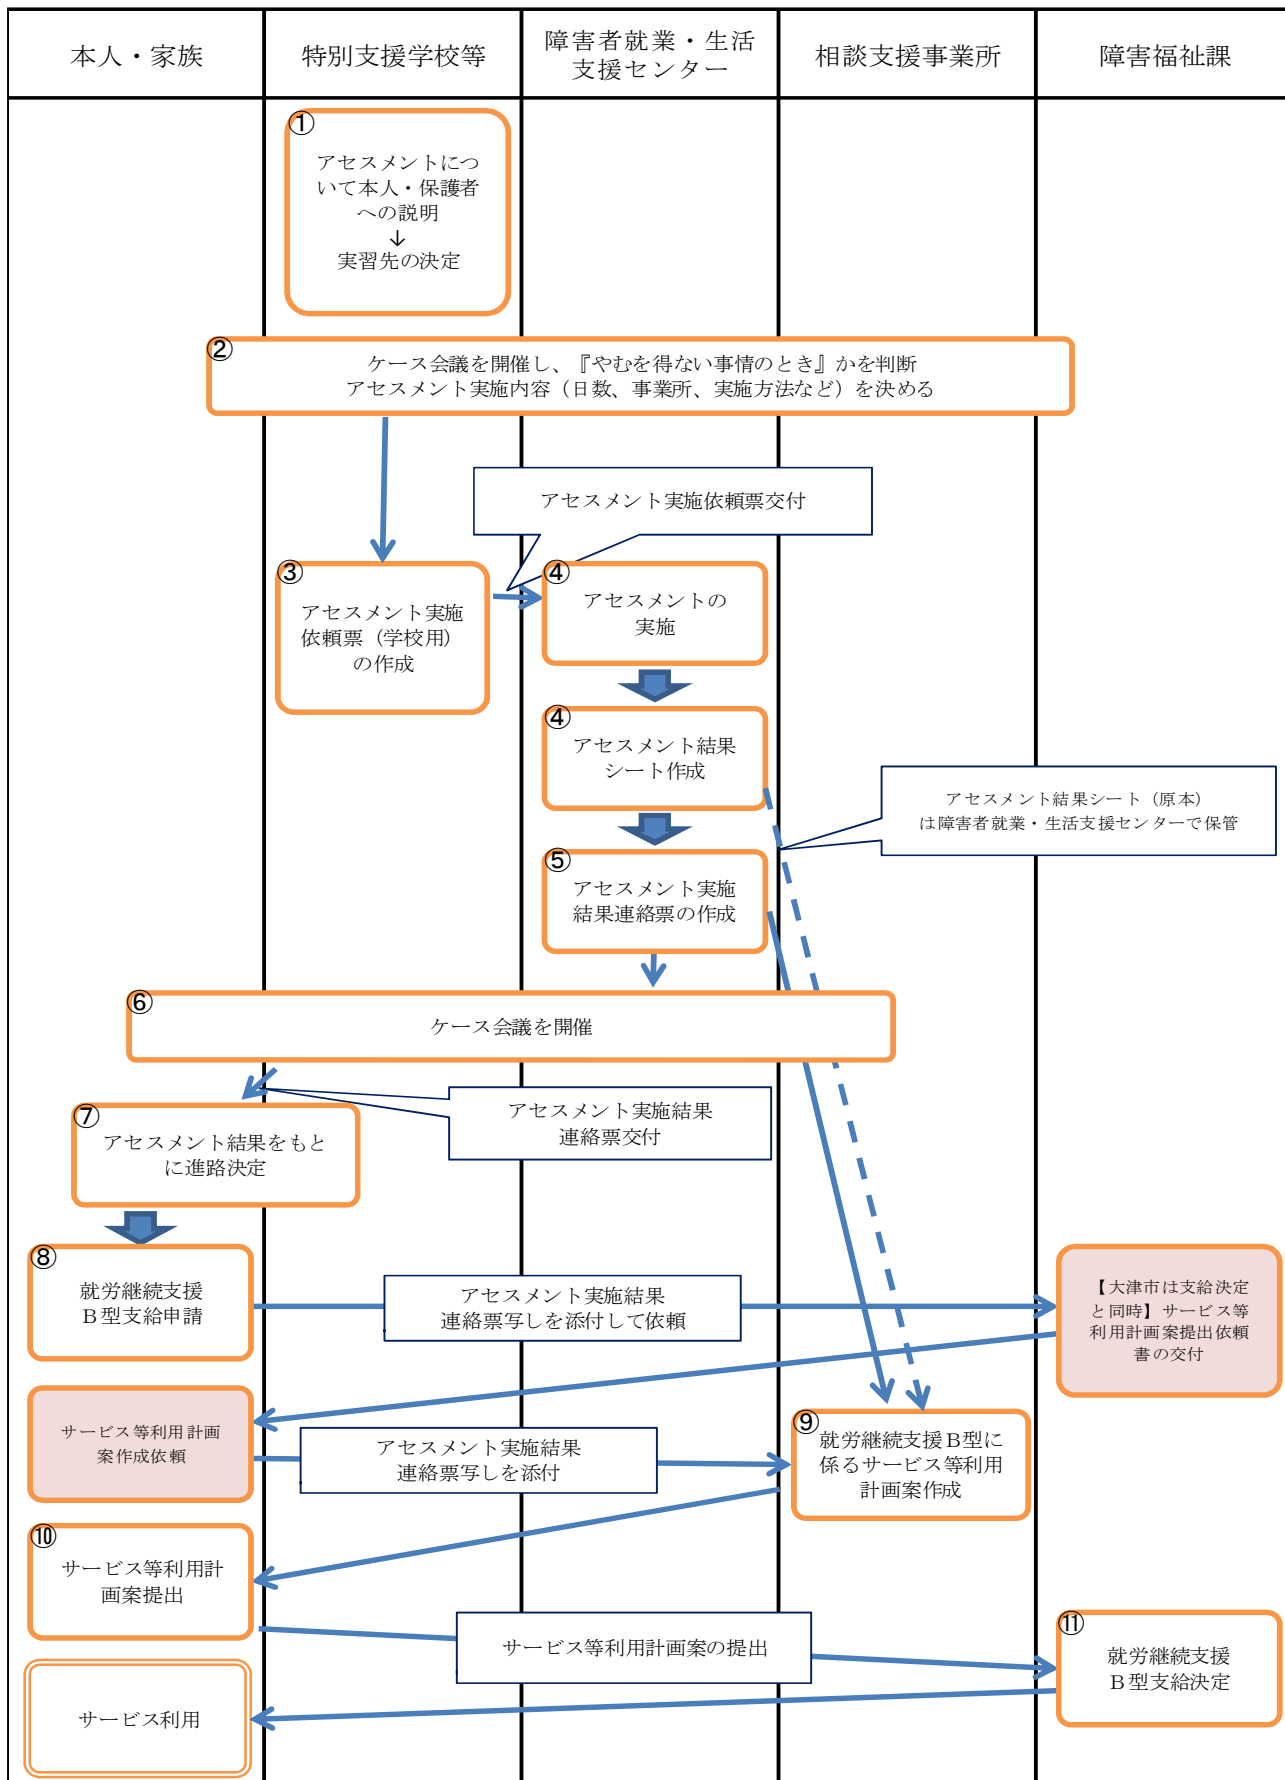 本人・家族
特別支援学校等
障害者就業・生活
支援センター
相談支援事業所
障害福祉課
①
アセスメントにつ
いて本人・保護者
への説明
↓
実習先の決定
②
ケース会議を開催し、『やむを得ない事情のとき』かを判断
アセスメント実施内容（日数、事業所、実施方法など）を決める
アセスメント実施依頼票交付
③
アセスメント実施
依頼票（学校用）
の作成
④
アセスメントの
実施
④
アセスメント結果
シート作成
アセスメント結果シート（原本）
は障害者就業・生活支援センターで保管
⑤
アセスメント実施
結果連絡票の作成
⑥
ケース会議を開催
アセスメント実施結果
連絡票交付
⑦
アセスメント結果をもと
に進路決定
⑧
就労継続支援
Ｂ型支給申請
アセスメント実施結果
連絡票写しを添付して依頼
【大津市は支給決定
と同時】サービス等
利用計画案提出依頼
書の交付
サービス等利用計画
案作成依頼
アセスメント実施結果
連絡票写しを添付
⑨
就労継続支援Ｂ型に
係るサービス等利用
計画案作成
⑩
サービス等利用計
画案提出
サービス等利用計画案の提出
⑪
就労継続支援
Ｂ型支給決定
サービス利用